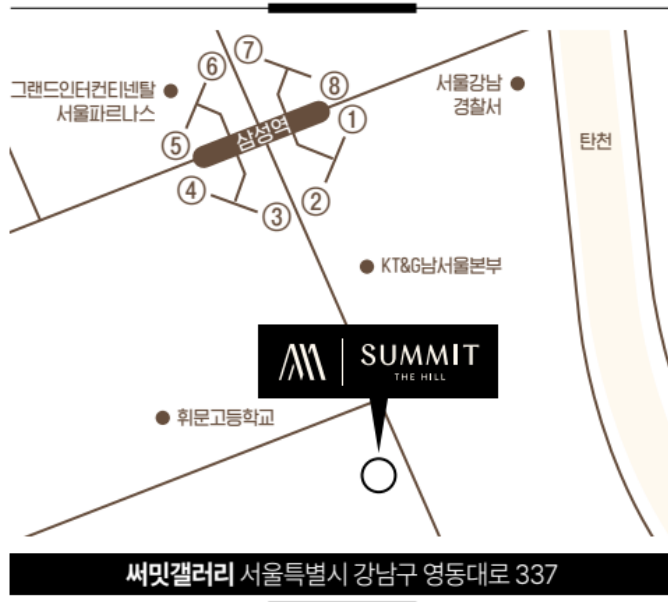 ⑦
⑥
⑧
그랜드인터컨티넨탈
서울파르나스
서울강남
경찰서
①
삼성역
⑤
탄천
④
②
③
KT&G남서울본부
SUMMIT
THE HILL
휘문고등학교
써밋갤러리 서울특별시 강남구 영동대로 337